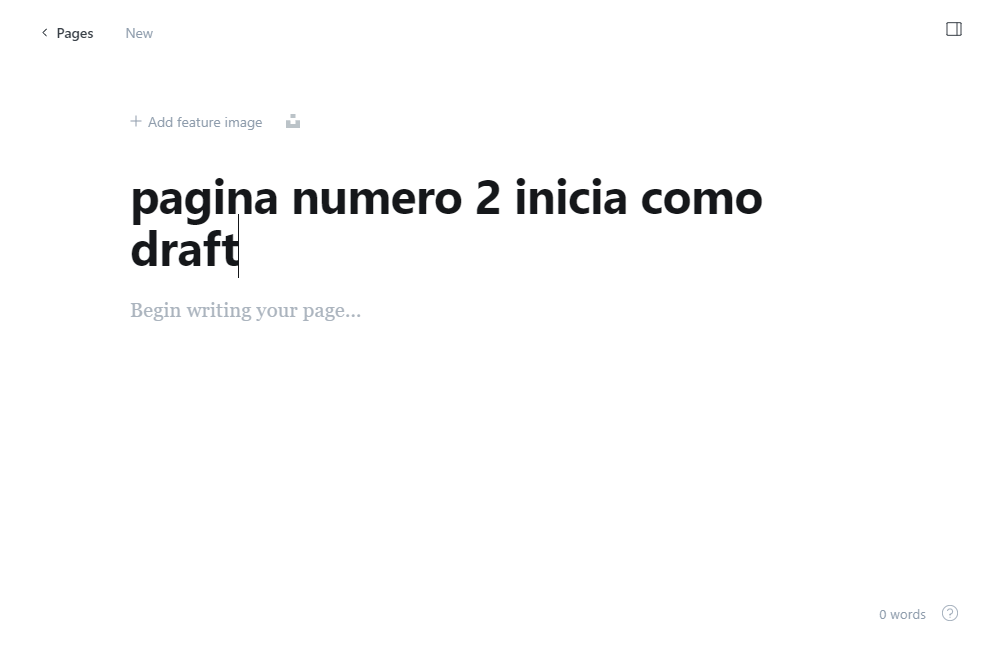 Pages New
Add feature image
pagina numero 2 inicia como
draft
Begin writing your page...
0 words ?